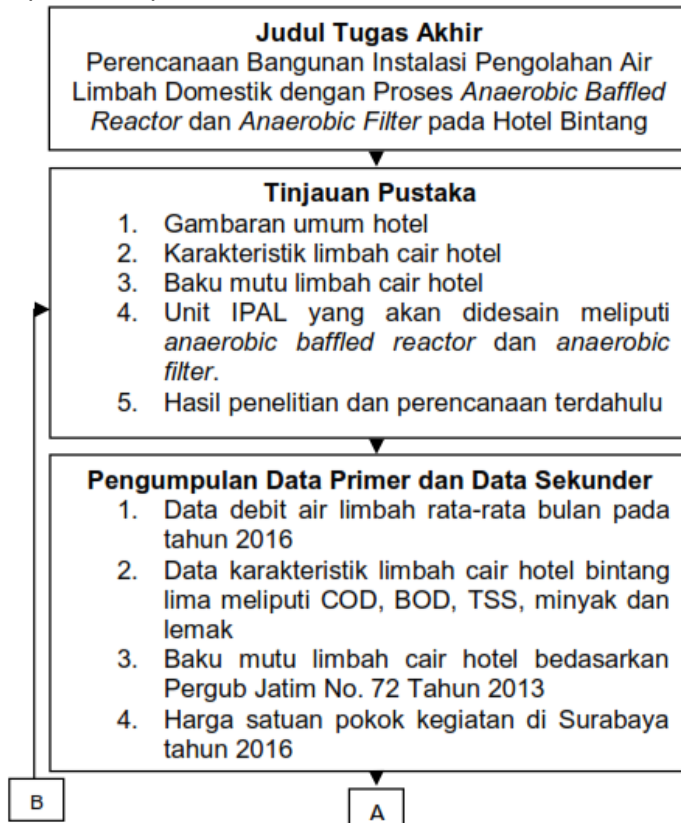 Judul Tugas Akhir
Perencanaan Bangunan Instalasi Pengolahan Air
Limbah Domestik dengan Proses Anaerobic Baffled
Reactor dan Anaerobic Filter pada Hotel Bintang
Tinjauan Pustaka
1. Gambaran umum hotel
2. Karakteristik limbah cair hotel
3. Baku mutu limbah cair hotel
4. Unit IPAL yang akan didesain meliputi
anaerobic baffled reactor dan anaerobic
filter.
5. Hasil penelitian dan perencanaan terdahulu
Pengumpulan Data Primer dan Data Sekunder
1. Data debit air limbah rata-rata bulan pada
tahun 2016
2. Data karakteristik limbah cair hotel bintang
lima meliputi COD, BOD, TSS, minyak dan
lemak
3. Baku mutu limbah cair hotel bedasarkan
Pergub Jatim No. 72 Tahun 2013
4. Harga satuan pokok kegiatan di Surabaya
tahun 2016
B
A